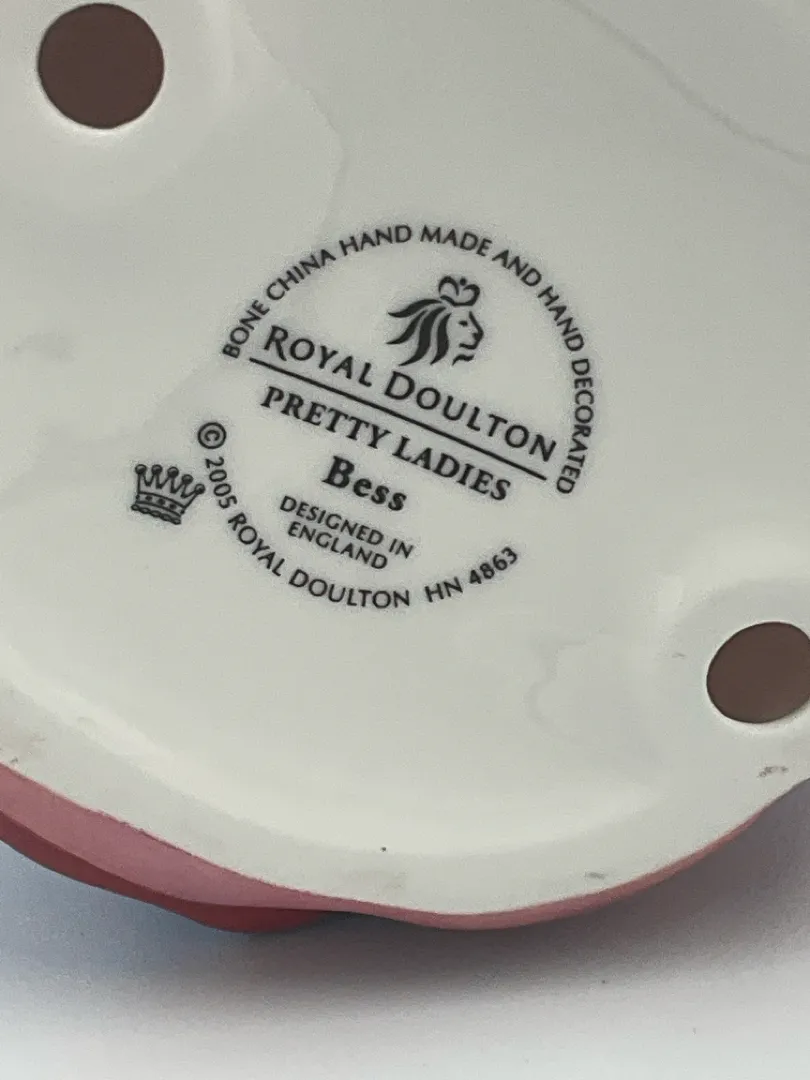 BONE CHINA HAND MADE AND HAND DECORATED
ROYAL DOULTON
PRETTY LADIES
Bess
DESIGNED IN
ENGLAND
© 2005 ROYAL DOULTON HN 4863